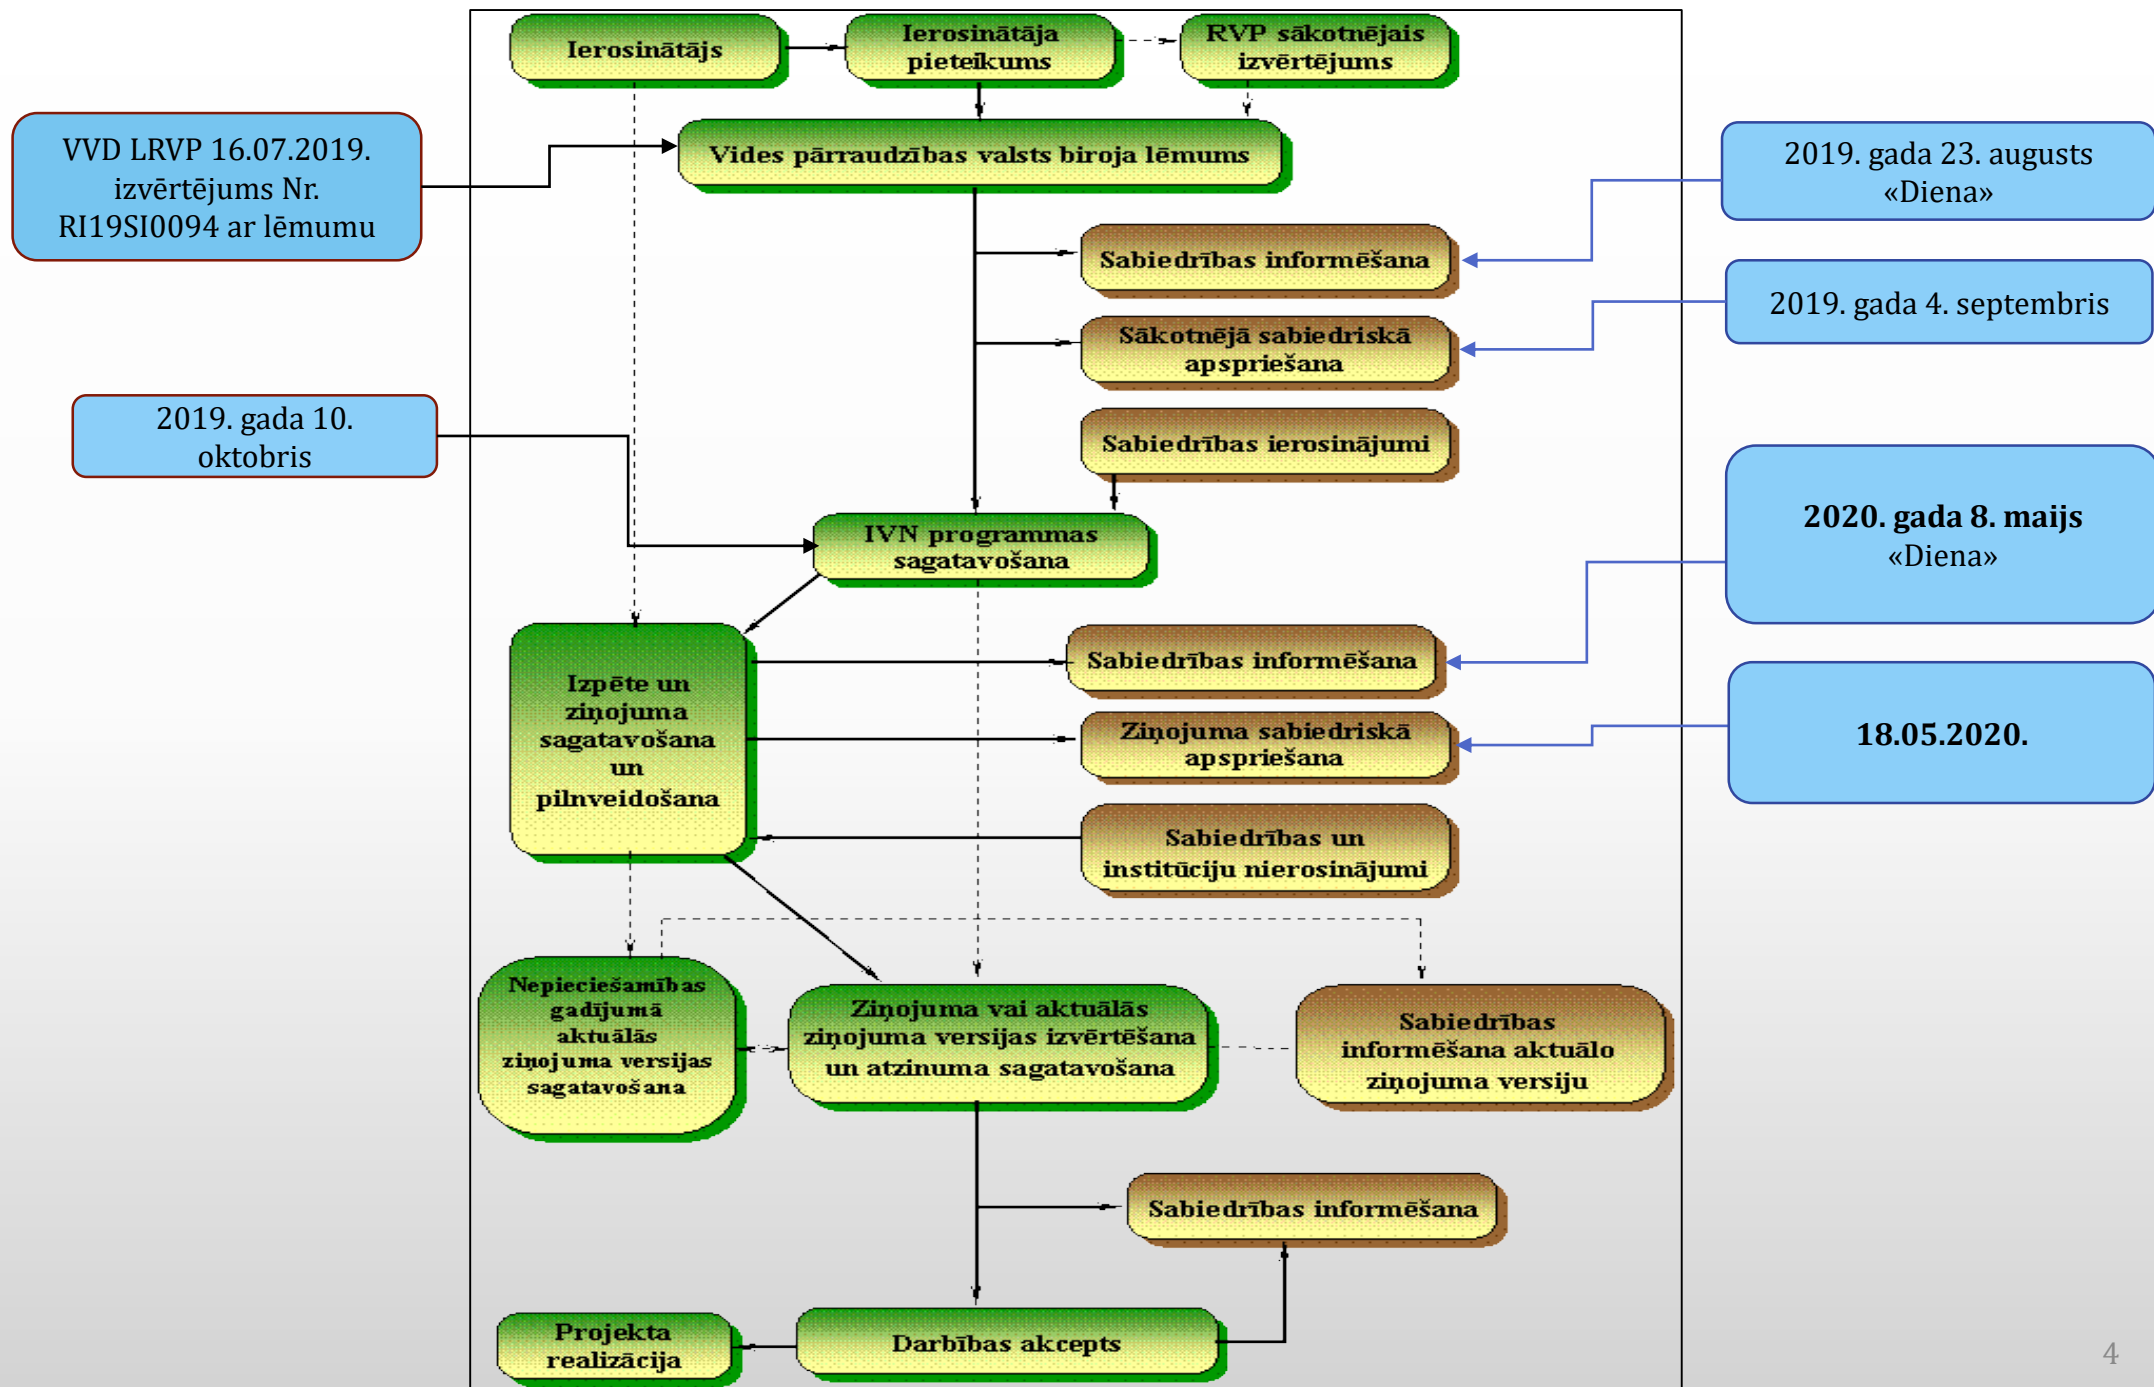 Ierosinātājs
Ierosinātāja
pieteikums
RVP sākotnējais
izvērtējums
VVD LRVP 16.07.2019.
izvērtējums Nr.
RI19SI0094 ar lēmumu
Vides pārraudzības valsts biroja lēmums
2019. gada 23. augusts
«Diena»
Sabiedrības informēšana
2019. gada 4. septembris
Sākotnējā sabiedriskā
apspriešana
2019. gada 10.
oktobris
Sabiedrības ierosinājumi
2020. gada 8. maijs
«Diena»
IVN programmas
sagatavošana
Izpēte un
ziņojuma
sagatavošana
un
pilnveidošana
Sabiedrības informēšana
Ziņojuma sabiedriskā
apspriešana
18.05.2020.
Sabiedrības un
institūciju nierosinājumi
Nepieciešamības
gadījumā
aktuālās
ziņojuma versijas
sagatavošana
Ziņojuma vai aktuālās
ziņojuma versijas izvērtēšana
un atzinuma sagatavošana
Sabiedrības
informēšana aktuālo
ziņojuma versiju
Sabiedrības informēšana
Projekta
realizācija
Darbības akcepts
4